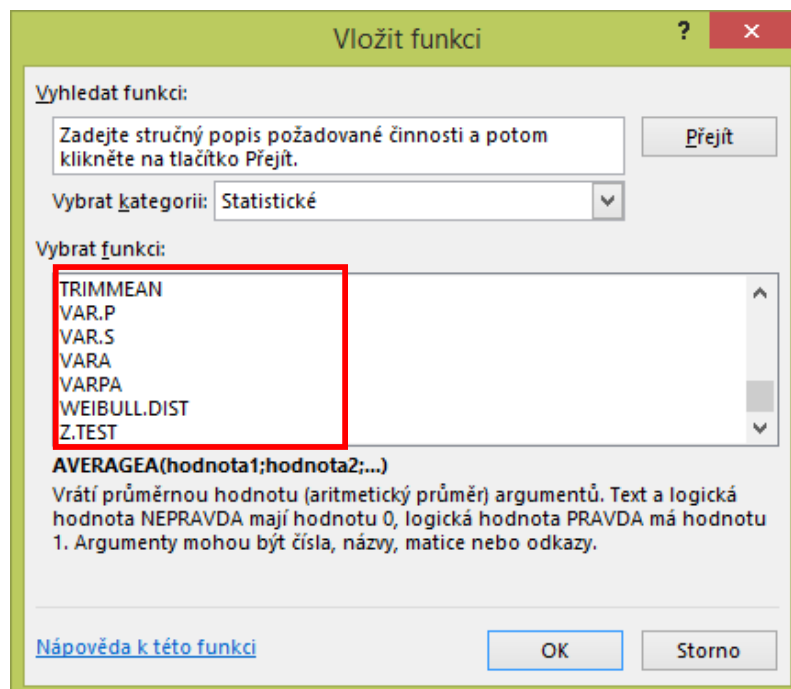 Vložit funkci
?
Vyhledat funkci:
Zadejte stručný popis požadované činnosti a potom
klikněte na tlačítko Přejít.
Přejít
Vybrat kategorii: Statistické
Vybrat funkci:
TRIMMEAN
VAR.P
VAR.S
VARA
VARPA
WEIBULL.DIST
Z.TEST
AVERAGEA(hodnota1;hodnota2;...)
Vrátí průměrnou hodnotu (aritmetický průměr) argumentů. Text a logická
hodnota NEPRAVDA mají hodnotu 0, logická hodnota PRAVDA má hodnotu
1. Argumenty mohou být čísla, názvy, matice nebo odkazy.
Nápověda k této funkci
OK
Storno